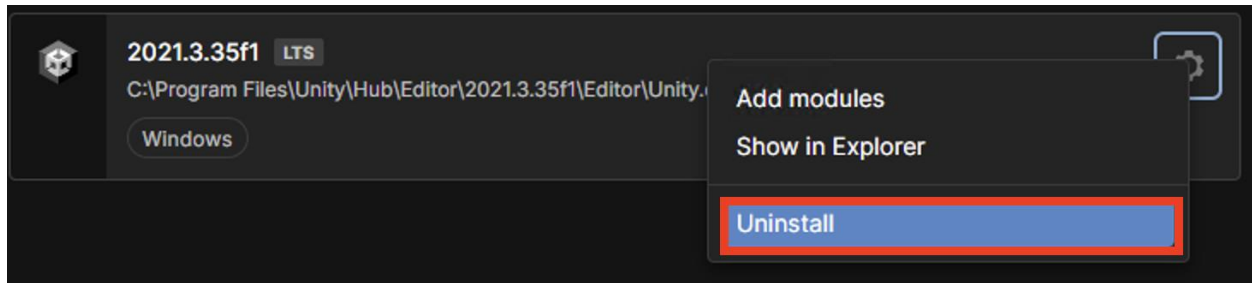 2021.3.35f1 LTS
C:\Program Files\Unity\Hub\Editor\2021.3.35f1\Editor\Unity.
Windows
Add modules
Show in Explorer
Uninstall